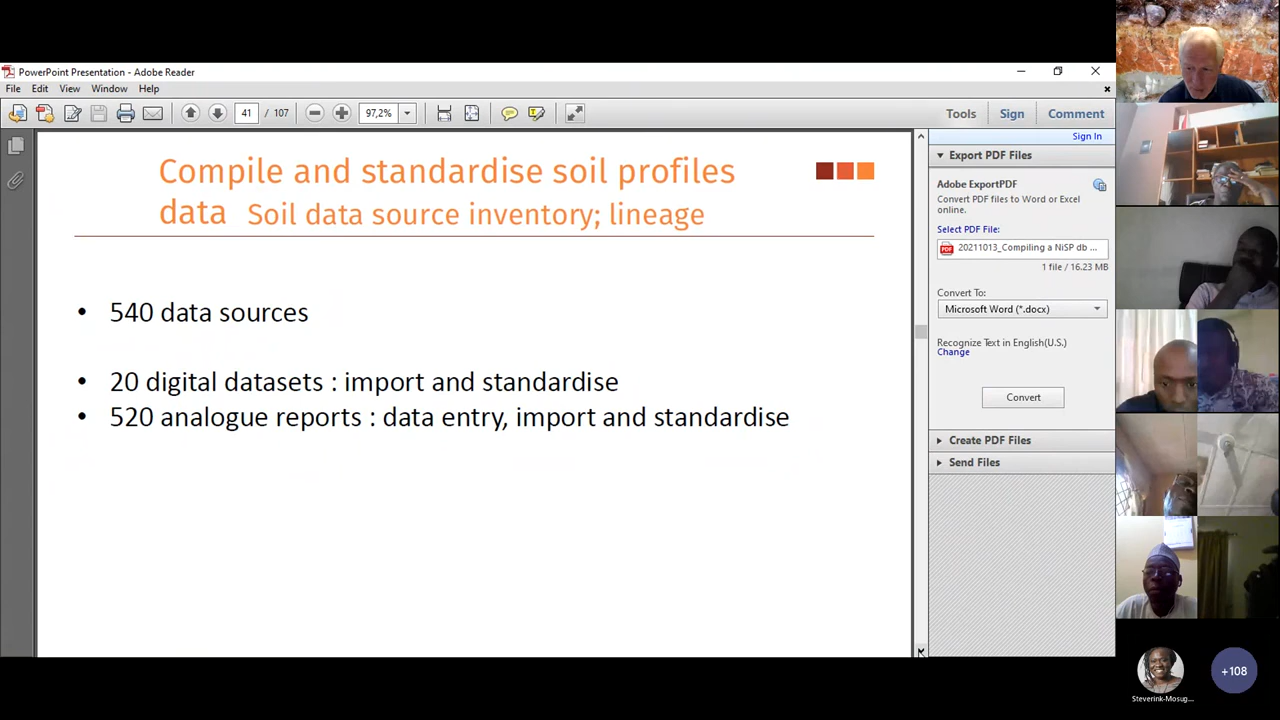 PowerPoint Presentation - Adobe Reader
File Edit View Window Help
41 / 107 97,2% Tools Sign Comment
Sign In
Compile and standardise soil profiles
data Soil data source inventory; lineage
• 540 data sources
• 20 digital datasets : import and standardise
• 520 analogue reports : data entry, import and standardise
Export PDF Files
Adobe ExportPDF
Convert PDF files to Word or Excel
online.
Select PDF File:
20211013_Compiling a NiSP db ...
1 file / 16.23 MB
Convert To:
Microsoft Word (*.docx)
Recognize Text in English(U.S.)
Change
Convert
Create PDF Files
Send Files
Steverink-Mosug...
+108